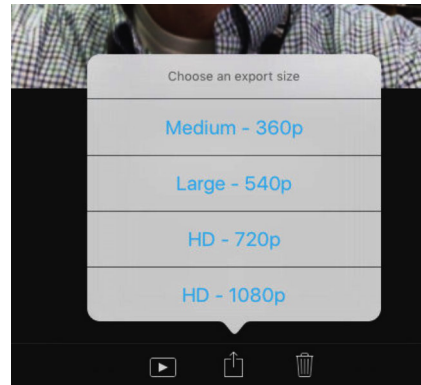 Choose an export size
Medium - 360p
Large - 540p
HD - 720p
HD - 1080p